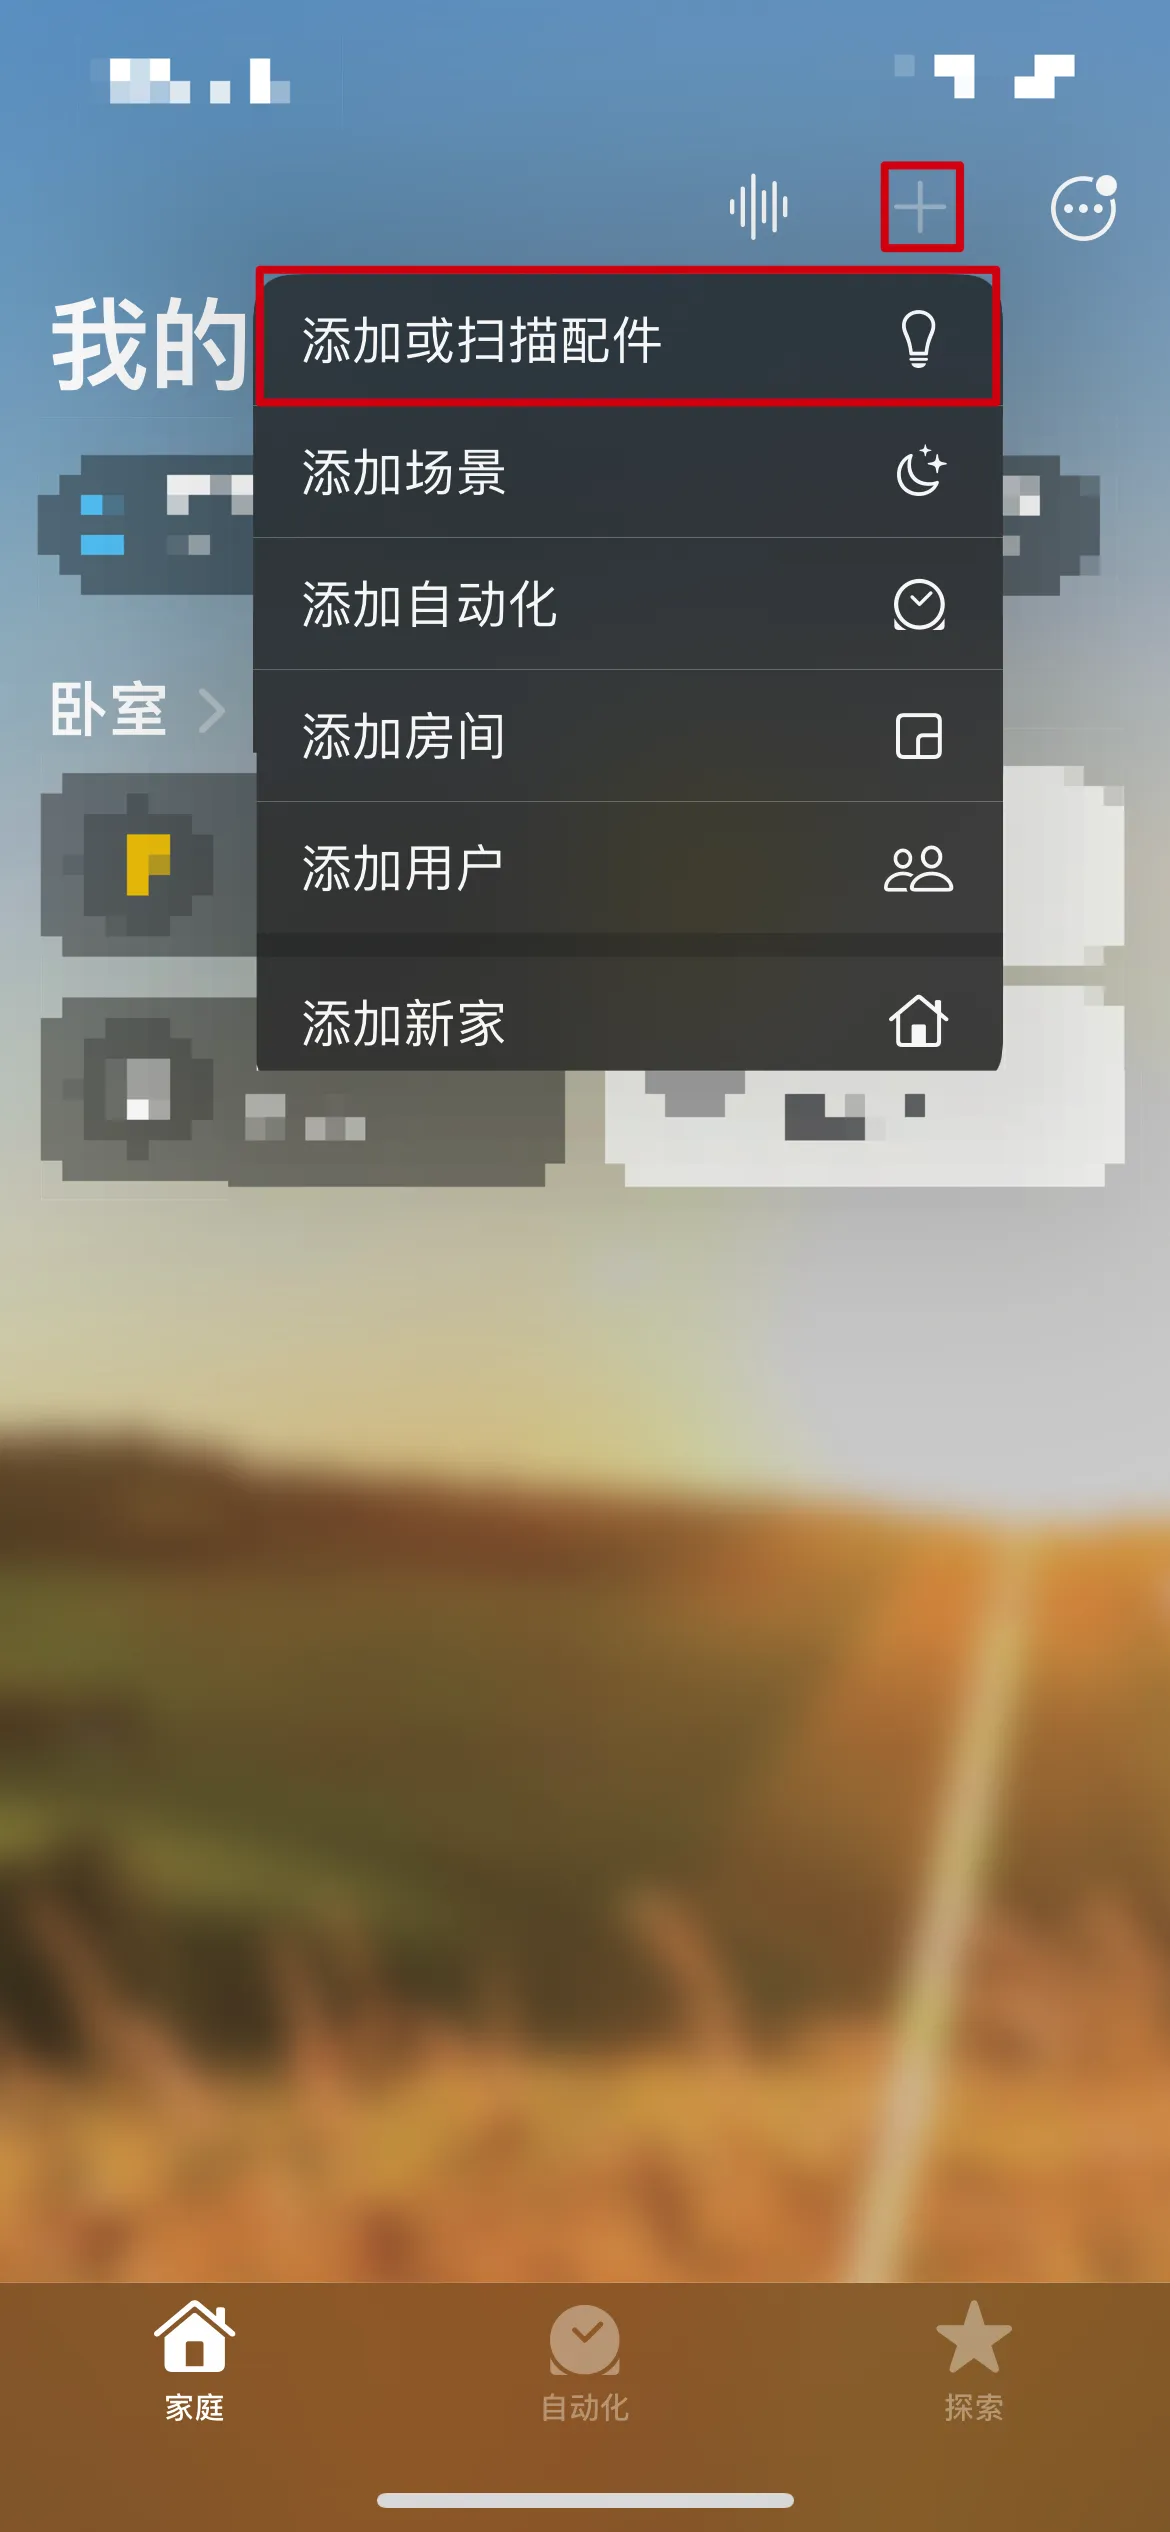 我的
添加或扫描配件
添加场景
添加自动化
卧室
添加房间
添加用户
添加新家
家庭
自动化
探索